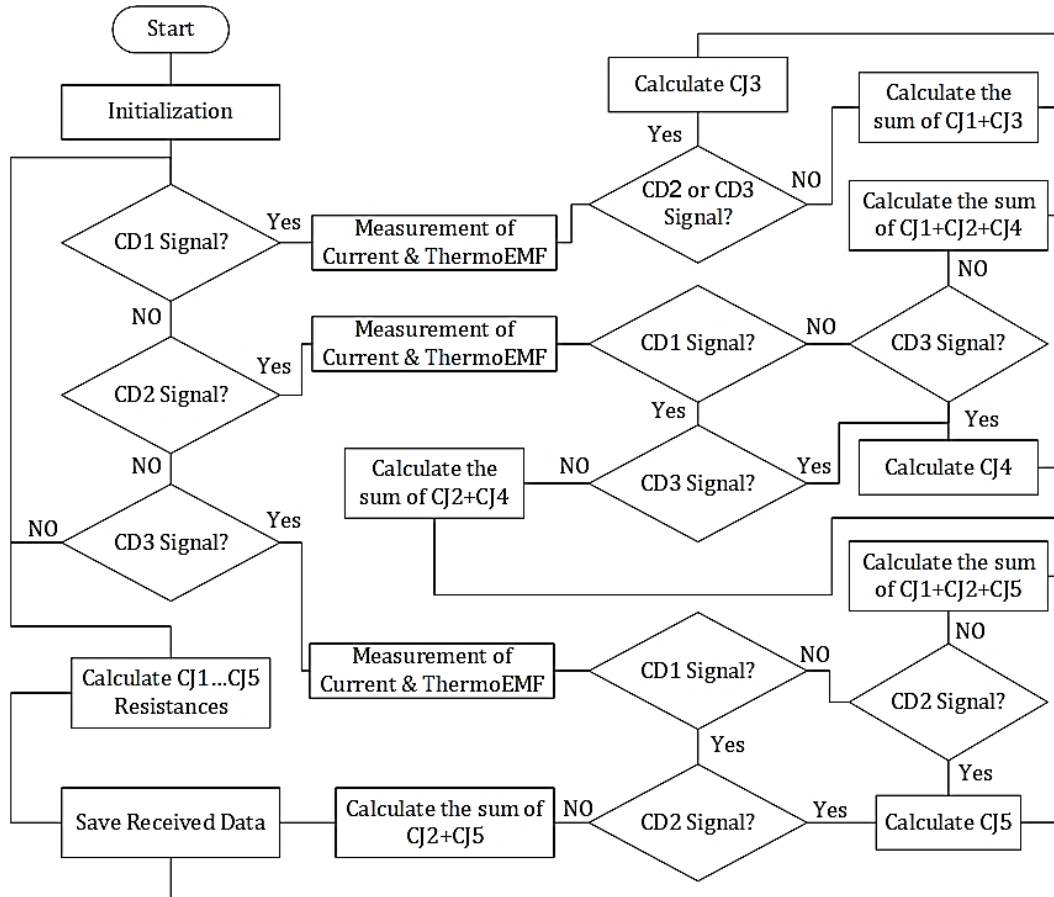 Start
Initialization
CD1 Signal?
Yes
NO
Measurement of
Current & ThermoEMF
Calculate CJ3
Yes
CD2 or CD3
Signal?
NO
Calculate the
sum of CJ1+CJ3
CD2 Signal?
Yes
NO
Measurement of
Current & ThermoEMF
CD1 Signal?
NO
Yes
Calculate the sum
of CJ1+CJ2+CJ4
NO
CD3 Signal?
Yes
Calculate CJ4
CD3 Signal?
Yes
NO
Calculate the
sum of CJ2+CJ4
CD3 Signal?
NO
Yes
Measurement of
Current & ThermoEMF
CD1 Signal?
NO
Yes
Calculate the sum
of CJ1+CJ2+CJ5
NO
CD2 Signal?
Yes
Calculate CJ5
CD2 Signal?
Yes
NO
Calculate the sum of
CJ2+CJ5
Save Received Data
Calculate CJ1...CJ5
Resistances